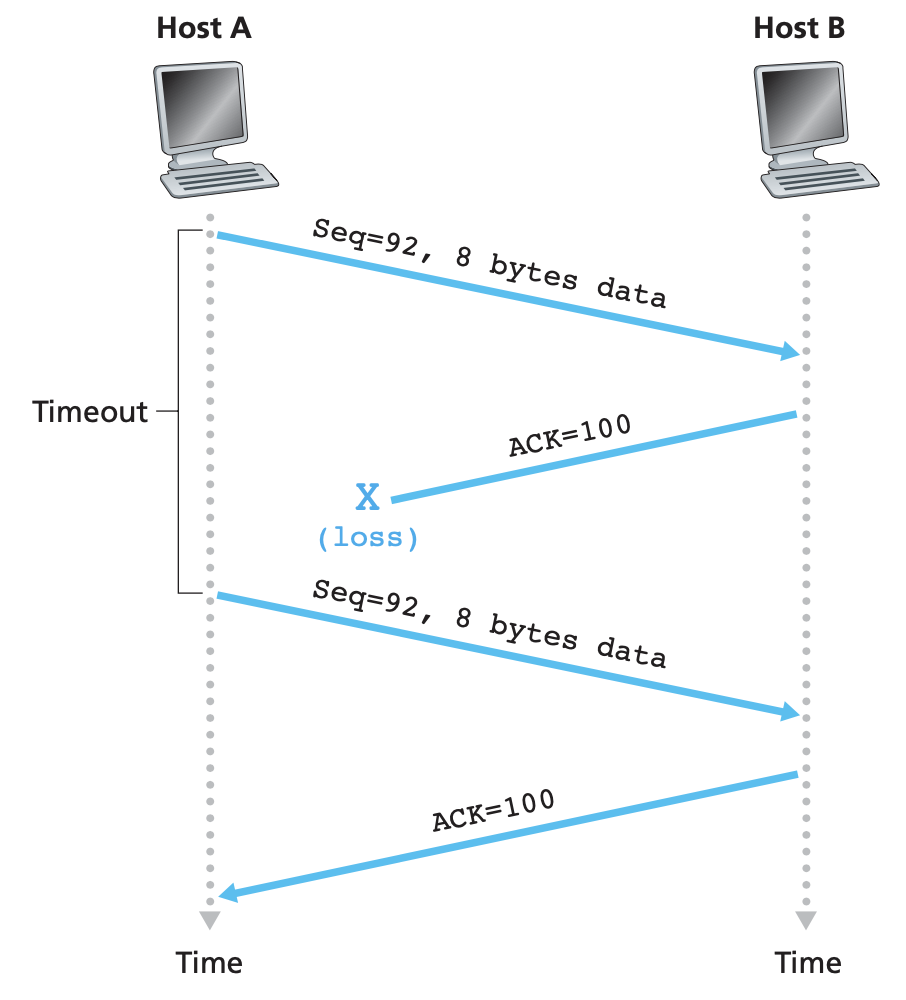 Host A
Host B
Seq=92, 8 bytes data
Timeout
ACK=100
X
(loss)
Seq=92, 8 bytes data
ACK=100
Time
Time